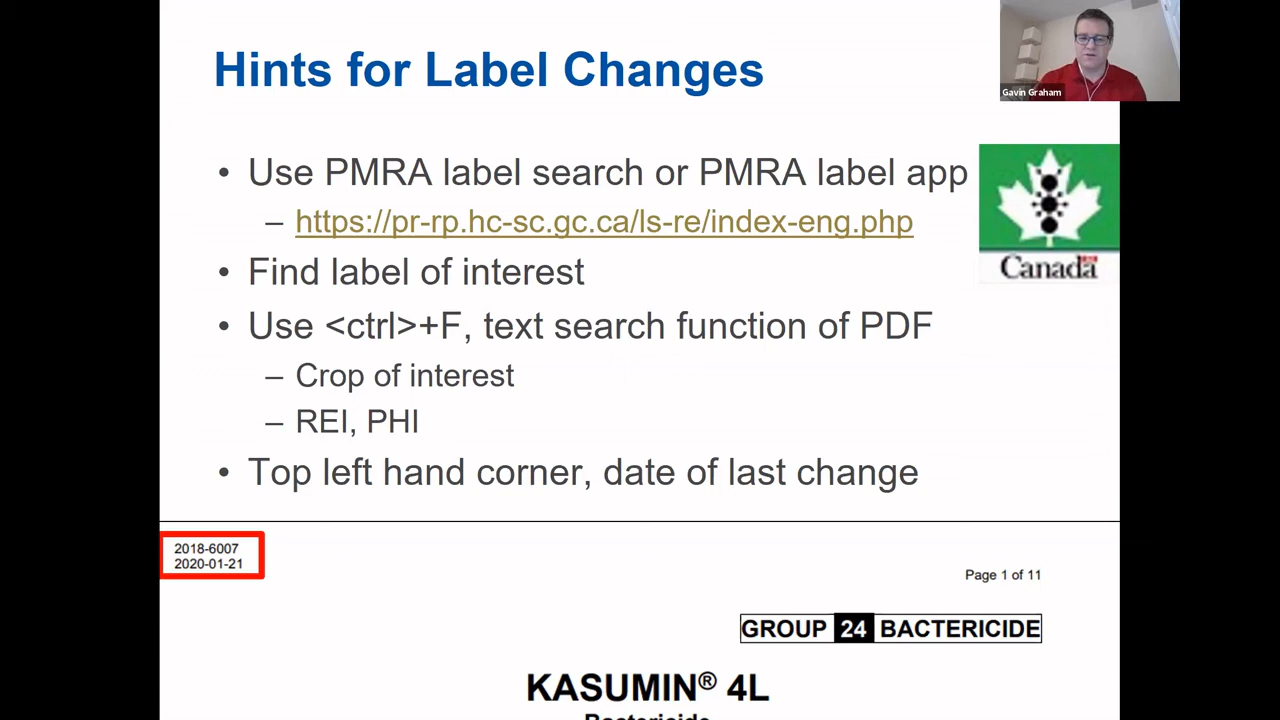 Hints for Label Changes
Gavin Graham
• Use PMRA label search or PMRA label app
– https://pr-rp.hc-sc.gc.ca/ls-re/index-eng.php
Canada
• Find label of interest
• Use <ctrl>+F, text search function of PDF
– Crop of interest
– REI, PHI
• Top left hand corner, date of last change
2018-6007
2020-01-21
Page 1 of 11
GROUP 24 BACTERICIDE
KASUMIN® 4L
Bactericide